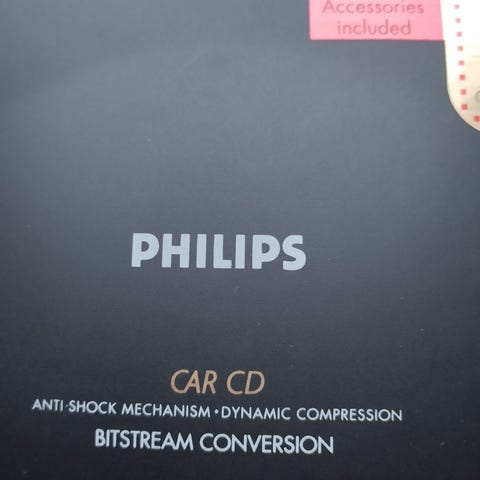 Accessories
included
PHILIPS
CAR CD
ANTI-SHOCK MECHANISM • DYNAMIC COMPRESSION
BITSTREAM CONVERSION